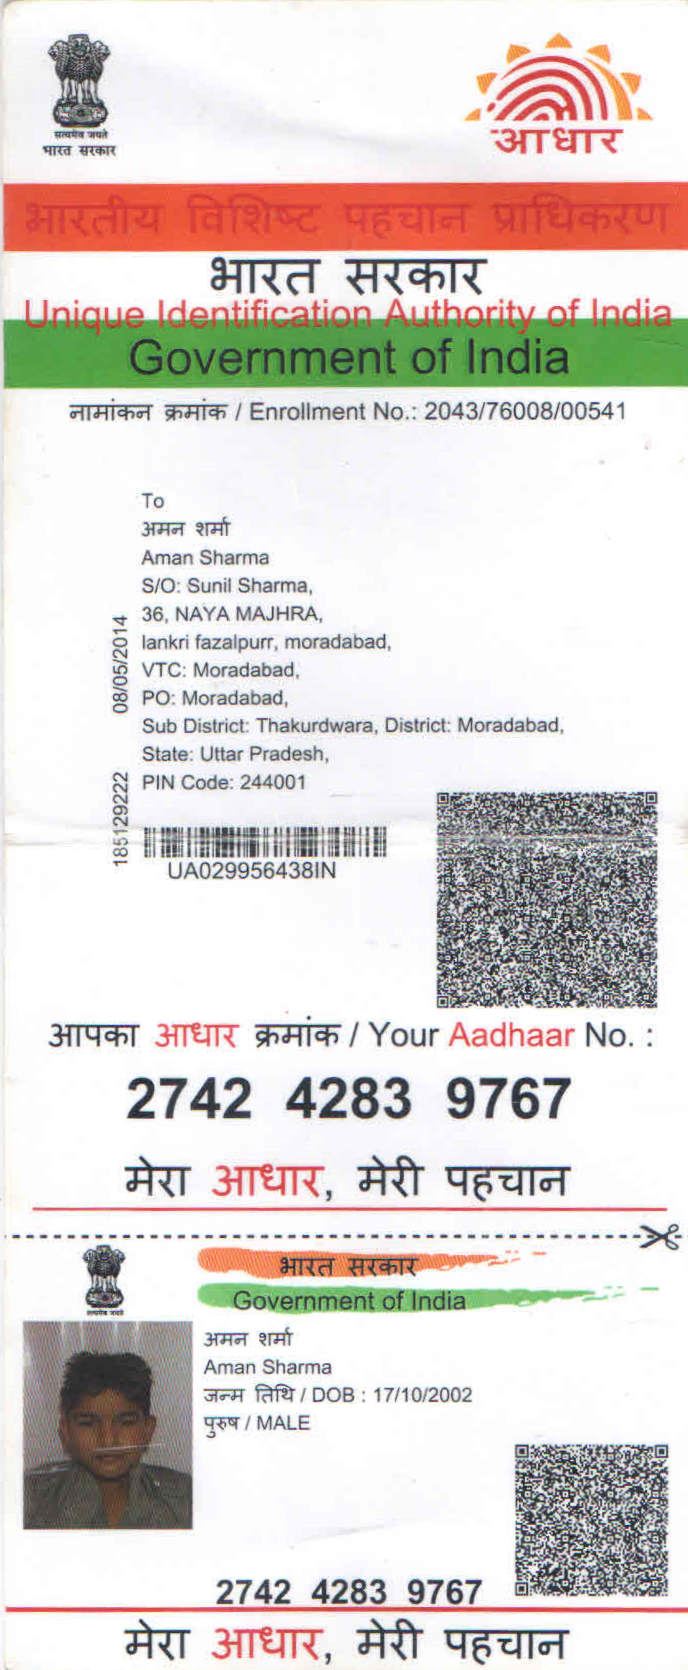 सत्यमेव जयते
भारत सरकार
आधार
भारतीय विशिष्ट पहचान प्राधिकरण
भारत सरकार
Unique Identification Authority of India
Government of India
नामांकन क्रमांक / Enrollment No.: 2043/76008/00541
To
अमन शर्मा
Aman Sharma
S/O: Sunil Sharma,
36, NAYA MAJHRA,
lankri fazalpurr, moradabad,
VTC: Moradabad,
PO: Moradabad,
Sub District: Thakurdwara, District: Moradabad,
State: Uttar Pradesh,
PIN Code: 244001
08/05/2014
185129222
UA029956438IN
आपका आधार क्रमांक / Your Aadhaar No. :
2742 4283 9767
मेरा आधार, मेरी पहचान
सत्यमेव जयते
भारत सरकार
Government of India
अमन शर्मा
Aman Sharma
जन्म तिथि / DOB : 17/10/2002
पुरुष / MALE
2742 4283 9767
मेरा आधार, मेरी पहचान